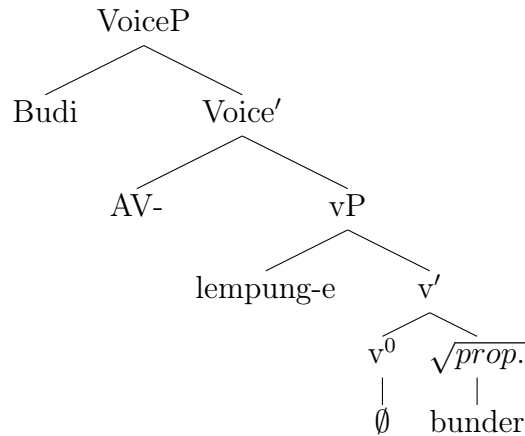 VoiceP
Budi Voice′
AV- vP
lempung-e v′
v⁰ √prop.
∅ bunder